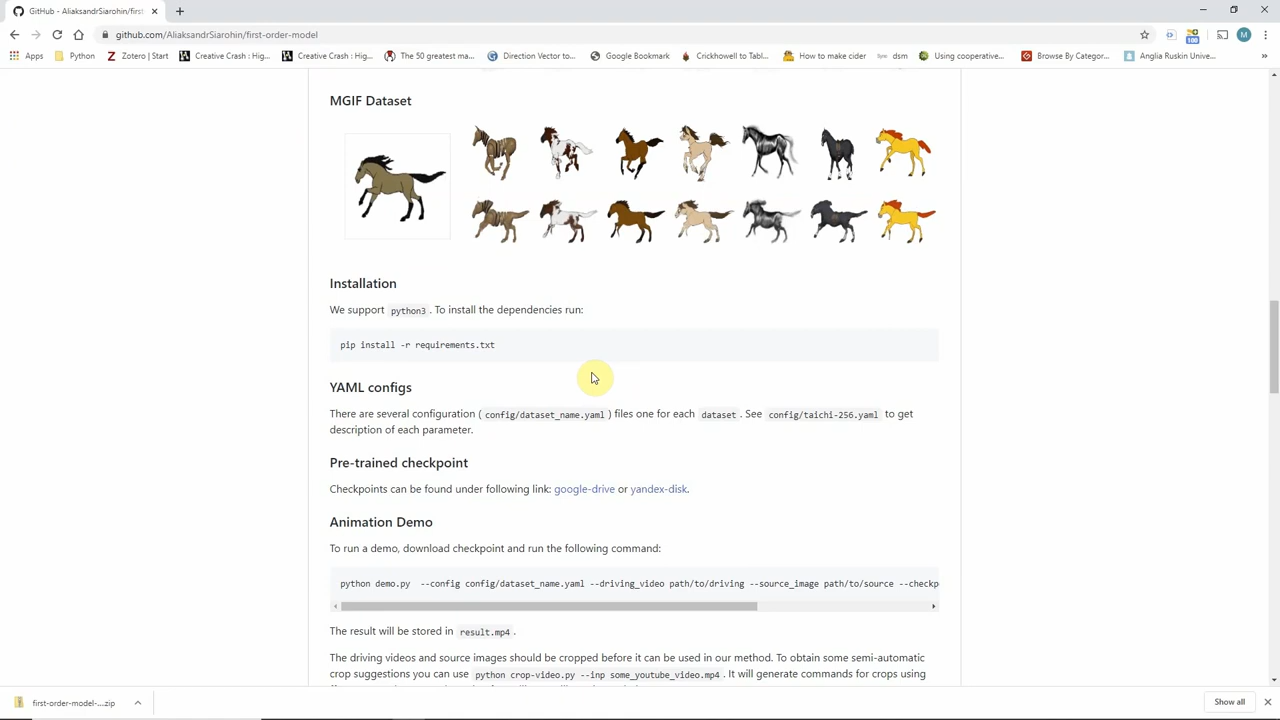 GitHub - AliaksandrSiarohin/first
github.com/AliaksandrSiarohin/first-order-model
M
Apps
Python
Zotero | Start
Creative Crash : Hig...
Creative Crash : Hig...
The 50 greatest ma...
Direction Vector to...
Google Bookmark
Crickhowell to Tabl...
How to make cider
dsm
Using cooperative...
Browse By Categor...
Anglia Ruskin Unive...
MGIF Dataset
Installation
We support python3 . To install the dependencies run:
pip install -r requirements.txt
YAML configs
There are several configuration ( config/dataset_name.yaml ) files one for each dataset . See config/taichi-256.yaml to get
description of each parameter.
Pre-trained checkpoint
Checkpoints can be found under following link: google-drive or yandex-disk.
Animation Demo
To run a demo, download checkpoint and run the following command:
python demo.py --config config/dataset_name.yaml --driving_video path/to/driving --source_image path/to/source --checkp
The result will be stored in result.mp4 .
The driving videos and source images should be cropped before it can be used in our method. To obtain some semi-automatic
crop suggestions you can use python crop-video.py --inp some_youtube_video.mp4 . It will generate commands for crops using
first-order-model-....zip
Show all